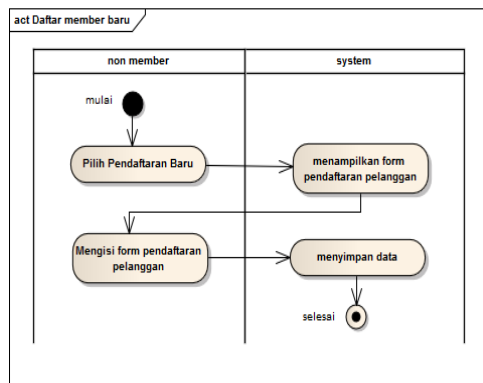 act Daftar member baru
non member
system
mulai
Pilih Pendaftaran Baru
menampilkan form
pendaftaran pelanggan
Mengisi form pendaftaran
pelanggan
menyimpan data
selesai